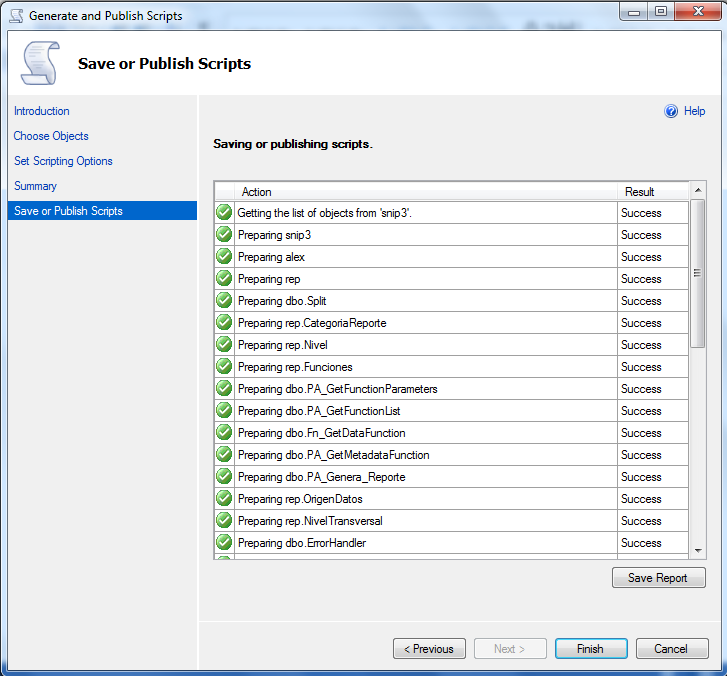 Generate and Publish Scripts
Save or Publish Scripts
Introduction
Choose Objects
Set Scripting Options
Summary
Save or Publish Scripts
Help
Saving or publishing scripts.
Action Result
Getting the list of objects from 'snip3'. Success
Preparing snip3 Success
Preparing alex Success
Preparing rep Success
Preparing dbo.Split Success
Preparing rep.CategoriaReporte Success
Preparing rep.Nivel Success
Preparing rep.Funciones Success
Preparing dbo.PA_GetFunctionParameters Success
Preparing dbo.PA_GetFunctionList Success
Preparing dbo.Fn_GetDataFunction Success
Preparing dbo.PA_GetMetadataFunction Success
Preparing dbo.PA_Genera_Reporte Success
Preparing rep.OrigenDatos Success
Preparing rep.NivelTransversal Success
Preparing dbo.ErrorHandler Success
Save Report
< Previous Next > Finish Cancel